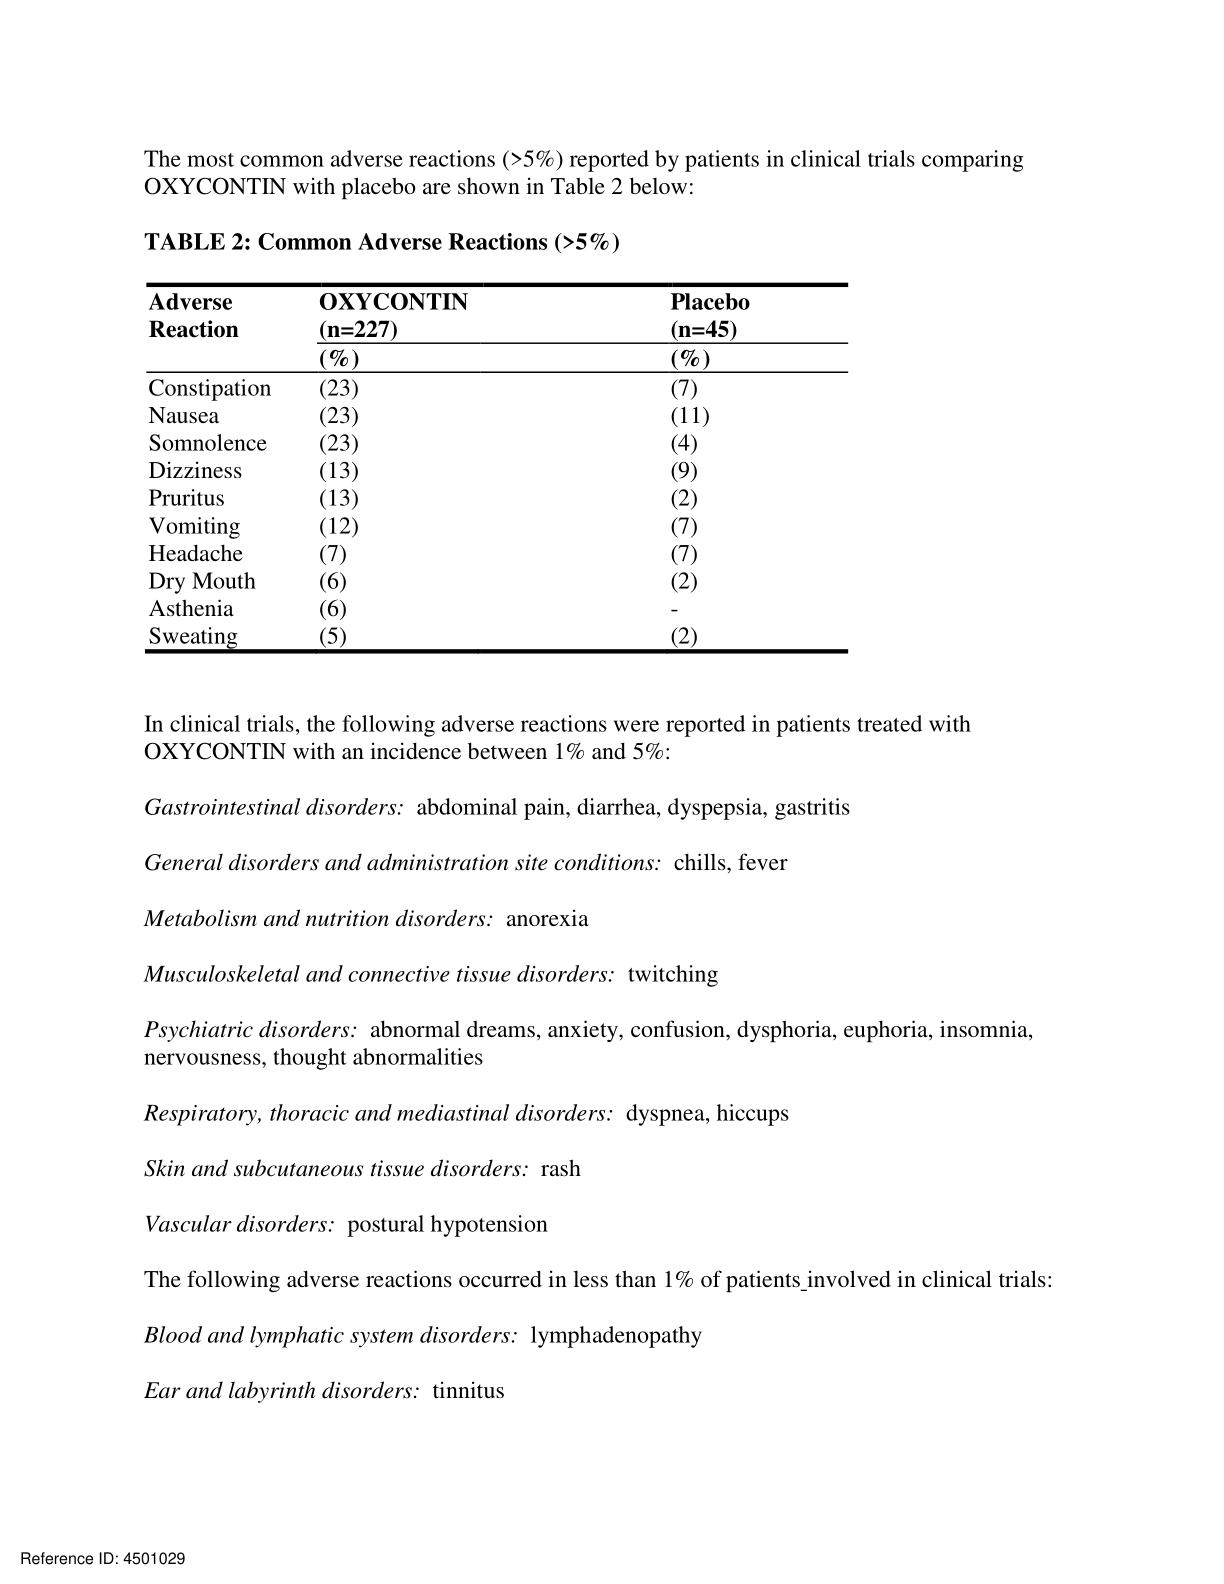 The most common adverse reactions (>5%) reported by patients in clinical trials comparing
OXYCONTIN with placebo are shown in Table 2 below:
TABLE 2: Common Adverse Reactions (>5%)
Adverse OXYCONTIN Placebo
Reaction (n=227) (n=45)
(%) (%)
Constipation (23) (7)
Nausea (23) (11)
Somnolence (23) (4)
Dizziness (13) (9)
Pruritus (13) (2)
Vomiting (12) (7)
Headache (7) (7)
Dry Mouth (6) (2)
Asthenia (6) -
Sweating (5) (2)
In clinical trials, the following adverse reactions were reported in patients treated with
OXYCONTIN with an incidence between 1% and 5%:
Gastrointestinal disorders: abdominal pain, diarrhea, dyspepsia, gastritis
General disorders and administration site conditions: chills, fever
Metabolism and nutrition disorders: anorexia
Musculoskeletal and connective tissue disorders: twitching
Psychiatric disorders: abnormal dreams, anxiety, confusion, dysphoria, euphoria, insomnia,
nervousness, thought abnormalities
Respiratory, thoracic and mediastinal disorders: dyspnea, hiccups
Skin and subcutaneous tissue disorders: rash
Vascular disorders: postural hypotension
The following adverse reactions occurred in less than 1% of patients involved in clinical trials:
Blood and lymphatic system disorders: lymphadenopathy
Ear and labyrinth disorders: tinnitus
Reference ID: 4501029